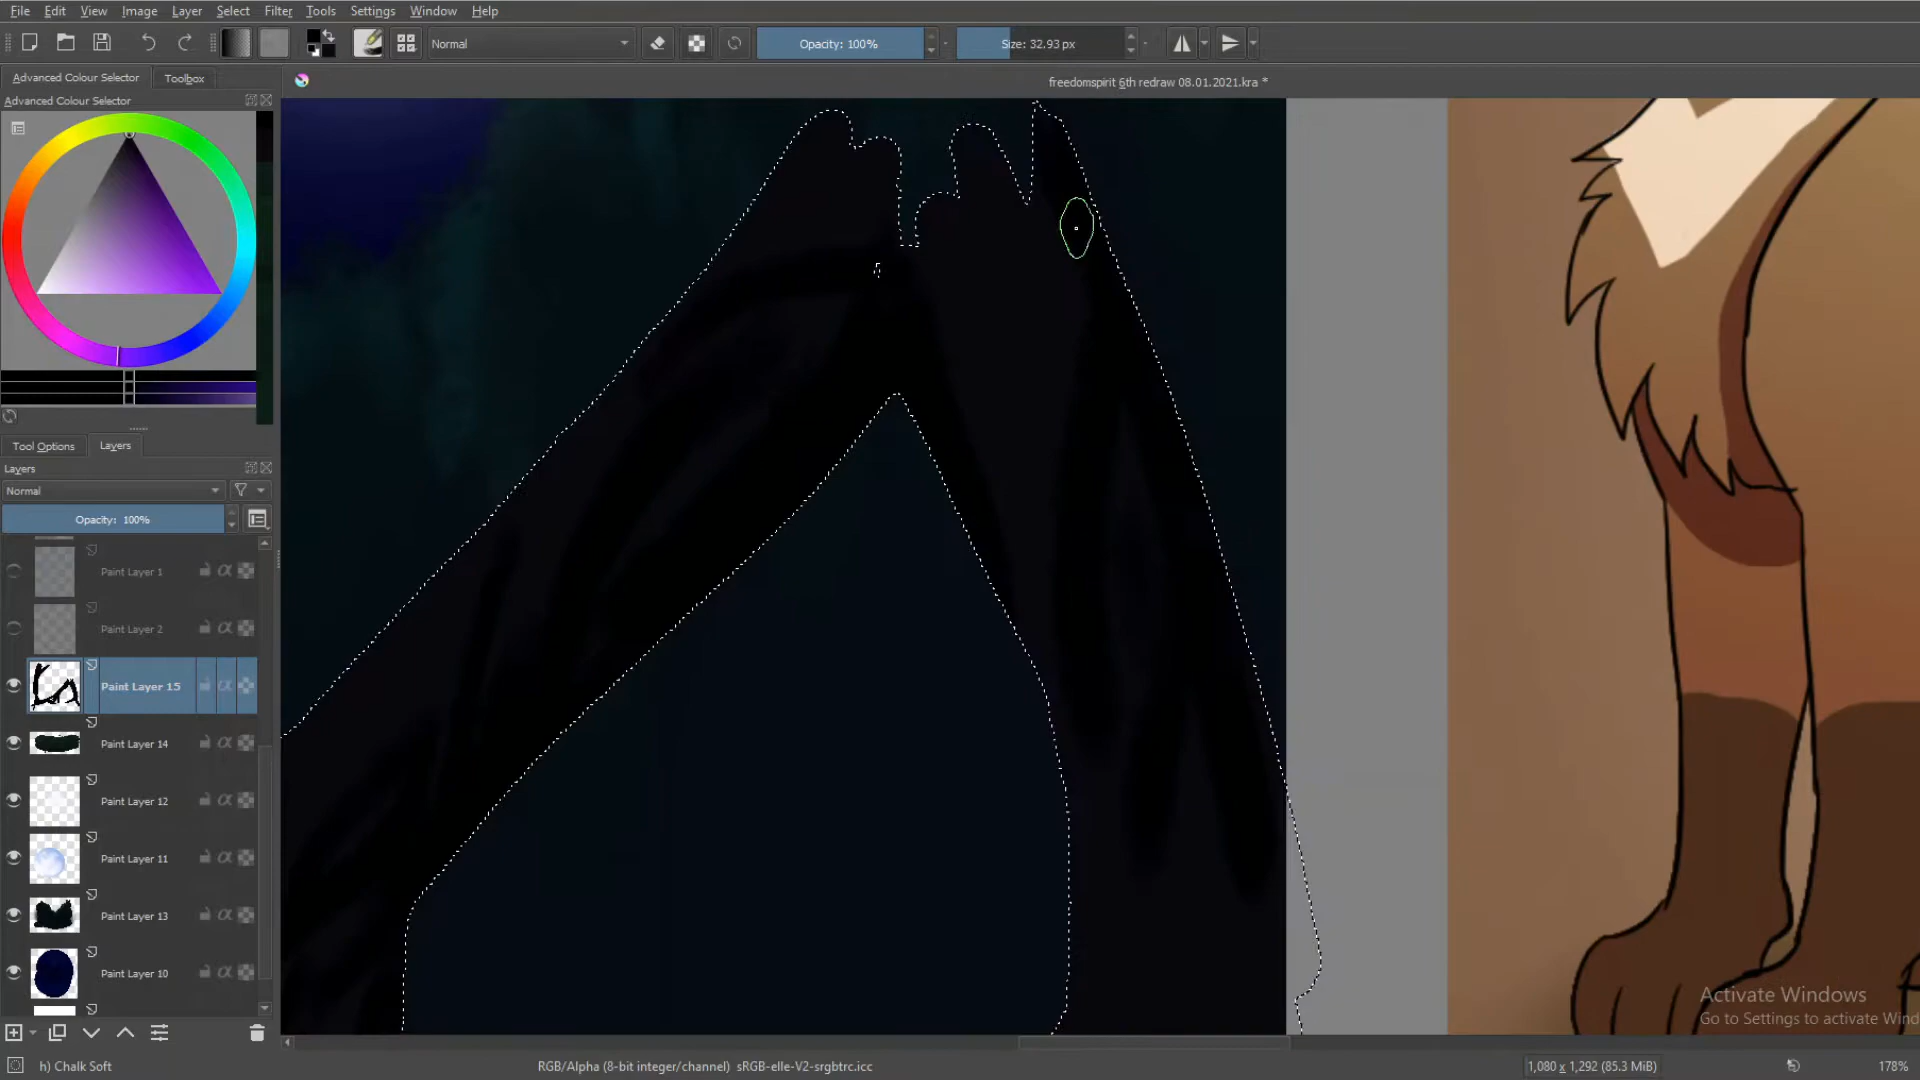 File Edit View Image Layer Select Filter Tools Settings Window Help
Normal Opacity: 100% Size: 32.93 px
Advanced Colour Selector Toolbox
freedomspirit 6th redraw 08.01.2021.kra *
Advanced Colour Selector
Tool Options Layers
Layers
Normal
Opacity: 100%
Paint Layer 1
Paint Layer 2
Paint Layer 15
Paint Layer 14
Paint Layer 12
Paint Layer 11
Paint Layer 13
Paint Layer 10
Activate Windows
Go to Settings to activate Wind
h) Chalk Soft RGB/Alpha (8-bit integer/channel) sRGB-elle-V2-srgbtrc.icc 1,080 x 1,292 (85.3 MiB) 178%